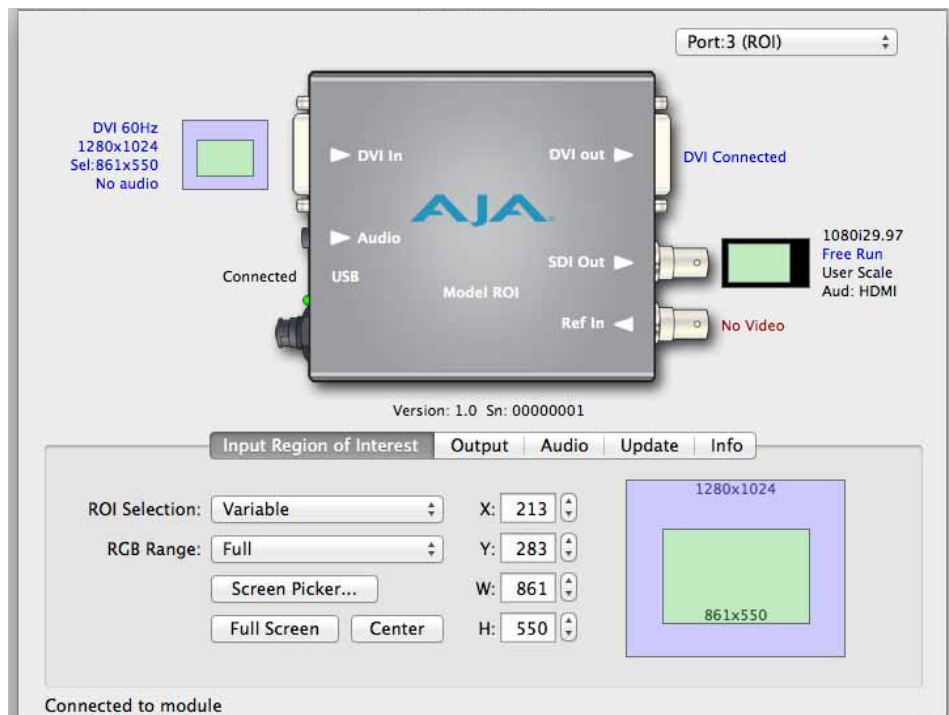 Port:3 (ROI)
DVI 60Hz
1280x1024
Sel:861x550
No audio
DVI In
DVI out
DVI Connected
AJA
Audio
Connected
USB
SDI Out
Model ROI
1080i29.97
Free Run
User Scale
Aud: HDMI
Ref In
No Video
Version: 1.0 Sn: 00000001
Input Region of Interest
Output
Audio
Update
Info
ROI Selection: Variable
X: 213
RGB Range: Full
Y: 283
Screen Picker...
W: 861
Full Screen
Center
H: 550
1280x1024
861x550
Connected to module